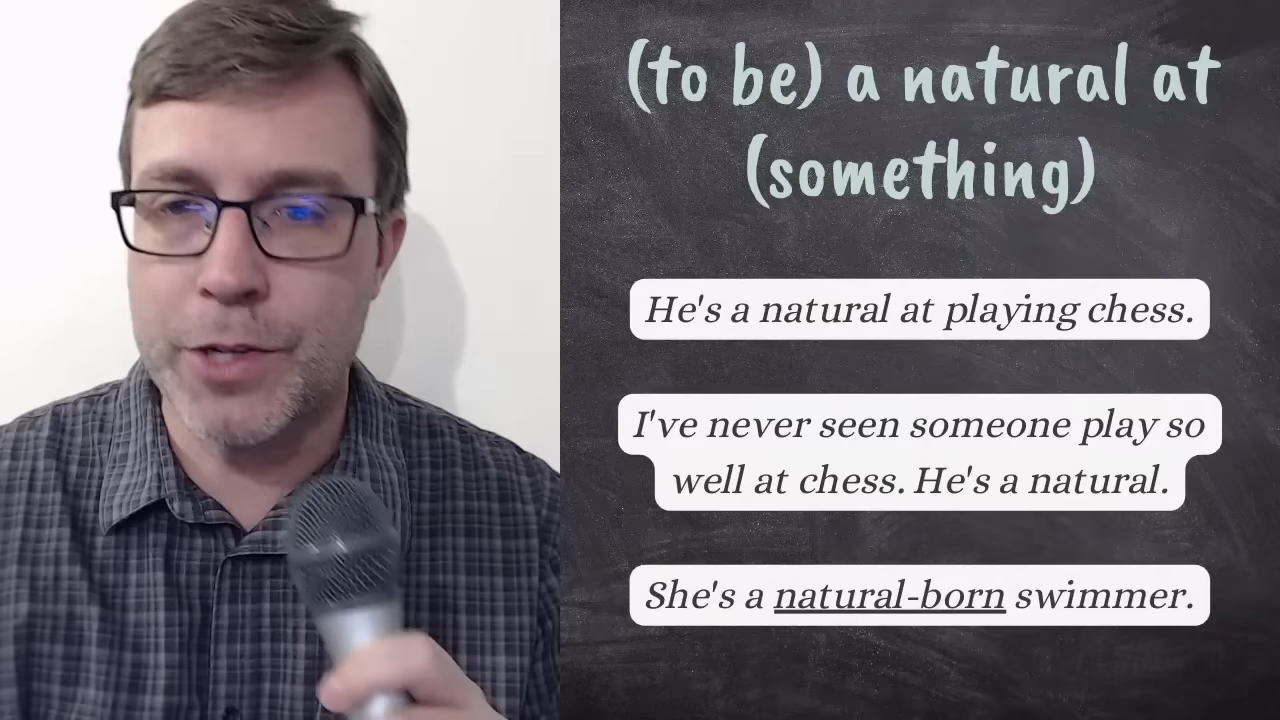 (to be) a natural at
(something)
He's a natural at playing chess.
I've never seen someone play so
well at chess. He's a natural.
She's a natural-born swimmer.